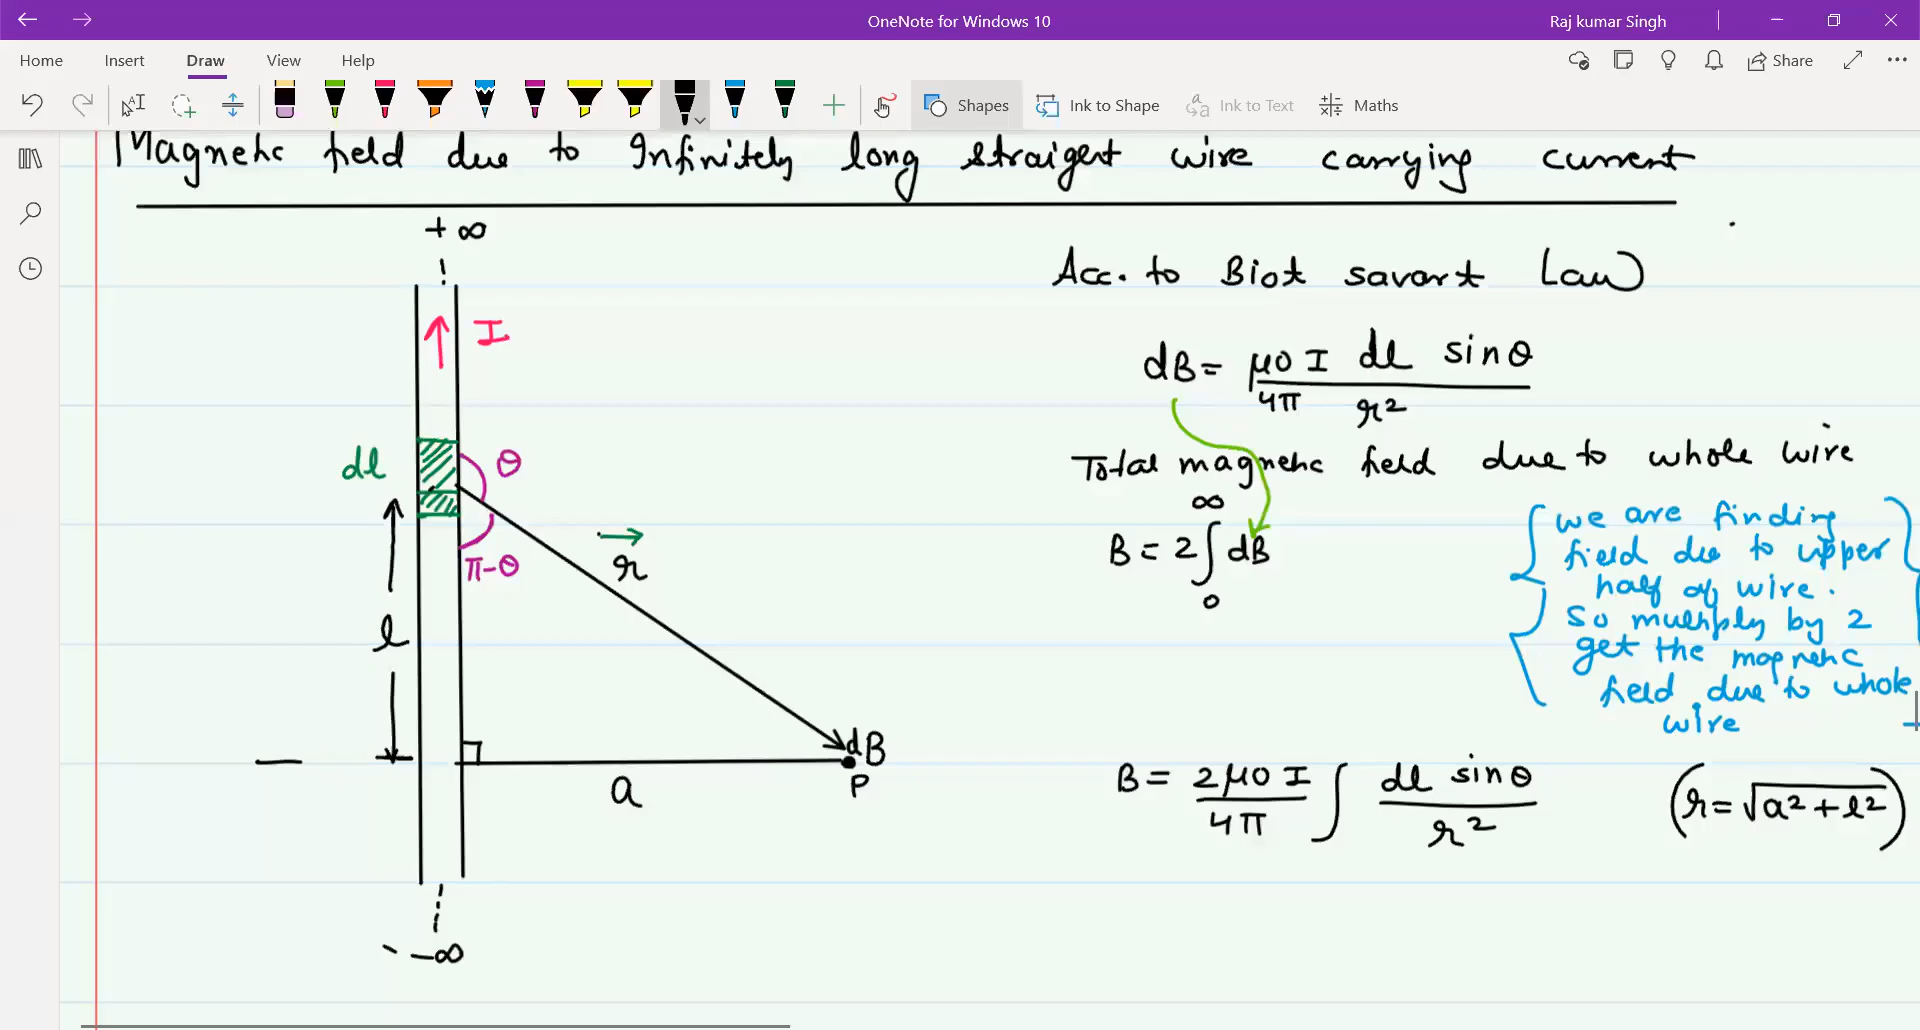 OneNote for Windows 10
Raj kumar Singh
Home Insert Draw View Help
Share
Shapes Ink to Shape Ink to Text Maths
Magnetic field due to Infinitely long straigent wire carrying current
+ ∞
I
dl
θ
π-θ
r
l
dB
P
a
- -∞
Acc. to Biot savart Law
dB = μ0 I dl sinθ
4π r²
Total magnetic field due to whole wire
∞
B = 2∫ dB
0
we are finding
field due to upper
half of wire.
So multiply by 2
get the magnetic
field due to whole
wire
B = 2μ0 I ∫ dl sinθ (r = √a² + l²)
4π r²